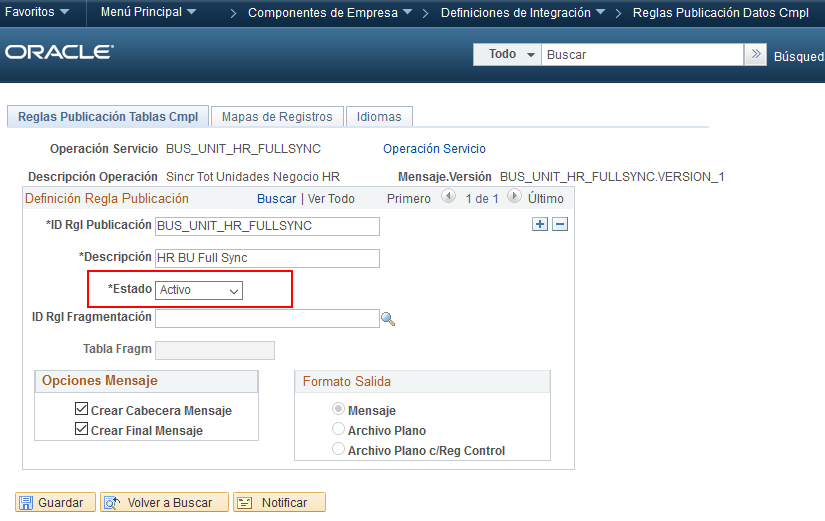 Favoritos Menú Principal > Componentes de Empresa > Definiciones de Integración > Reglas Publicación Datos Cmpl
ORACLE®
Todo Buscar » Búsqued
Reglas Publicación Tablas Cmpl Mapas de Registros Idiomas
Operación Servicio BUS_UNIT_HR_FULLSYNC Operación Servicio
Descripción Operación Sincr Tot Unidades Negocio HR Mensaje.Versión BUS_UNIT_HR_FULLSYNC.VERSION_1
Definición Regla Publicación Buscar | Ver Todo Primero 1 de 1 Último
*ID Rgl Publicación BUS_UNIT_HR_FULLSYNC
*Descripción HR BU Full Sync
*Estado Activo
ID Rgl Fragmentación
Tabla Fragm
Opciones Mensaje
Crear Cabecera Mensaje
Crear Final Mensaje
Formato Salida
Mensaje
Archivo Plano
Archivo Plano c/Reg Control
Guardar Volver a Buscar Notificar